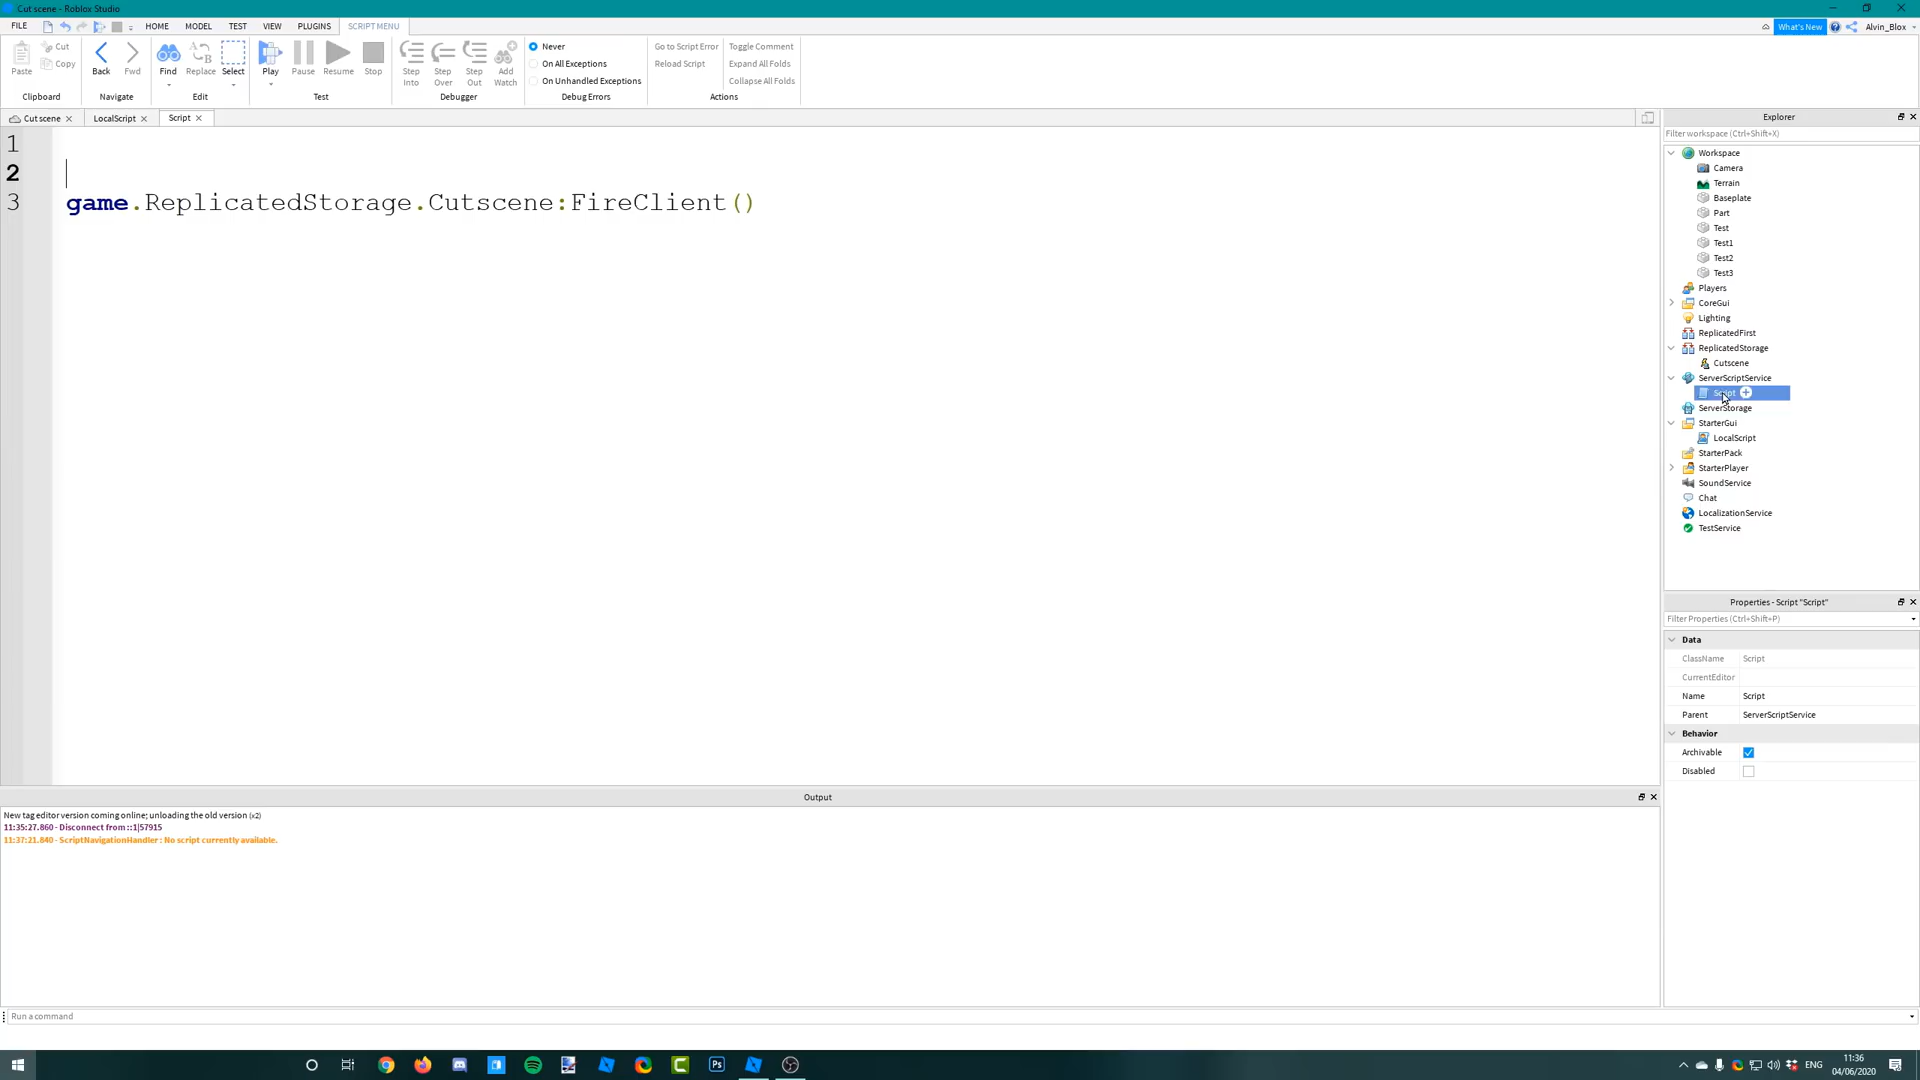 Cut scene - Roblox Studio
FILE HOME MODEL TEST VIEW PLUGINS SCRIPT MENU What's New Alvin_Blox
Paste Cut Copy Clipboard
Back Fwd Navigate
Find Replace Select Edit
Play Pause Resume Stop Test
Step Into Step Over Step Out Add Watch Debugger
Never
On All Exceptions
On Unhandled Exceptions
Debug Errors
Go to Script Error Toggle Comment
Reload Script Expand All Folds
Collapse All Folds
Actions
Cut scene LocalScript Script
1
2
3 game.ReplicatedStorage.Cutscene:FireClient()
Explorer
Filter workspace (Ctrl+Shift+X)
Workspace
Camera
Terrain
Baseplate
Part
Test
Test1
Test2
Test3
Players
CoreGui
Lighting
ReplicatedFirst
ReplicatedStorage
Cutscene
ServerScriptService
Script
ServerStorage
StarterGui
LocalScript
StarterPack
StarterPlayer
SoundService
Chat
LocalizationService
TestService
Properties - Script "Script"
Filter Properties (Ctrl+Shift+P)
Data
ClassName Script
CurrentEditor
Name Script
Parent ServerScriptService
Behavior
Archivable
Disabled
Output
New tag editor version coming online; unloading the old version (x2)
11:35:27.860 - Disconnect from ::1|57915
11:37:21.840 - ScriptNavigationHandler : No script currently available.
Run a command
ENG
11:36
04/06/2020